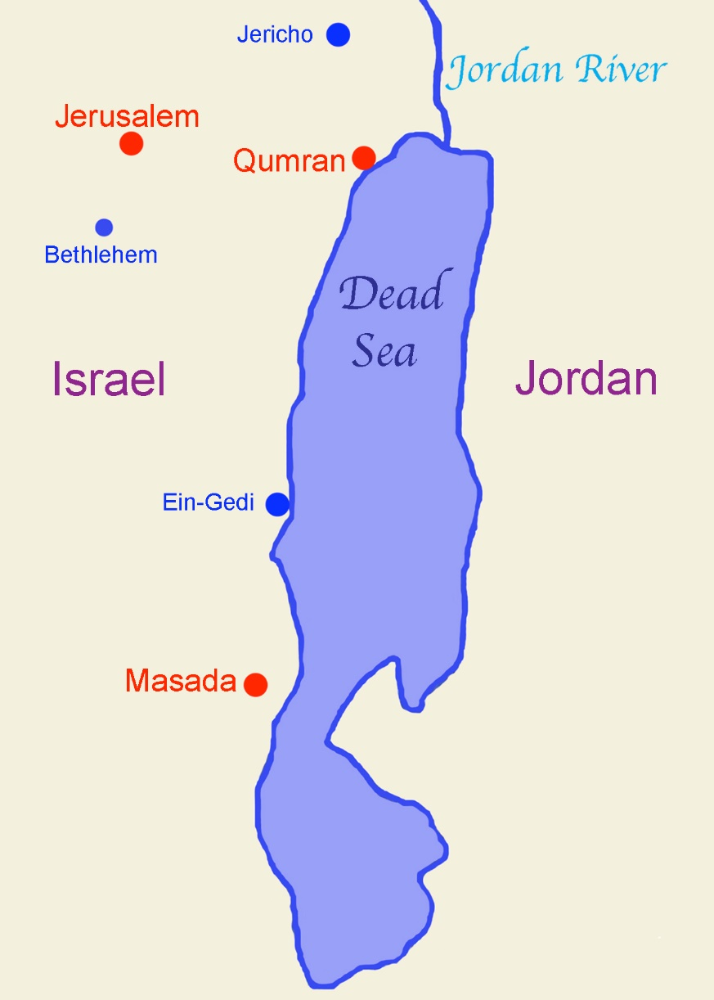 Jericho
Jordan River
Jerusalem
Qumran
Bethlehem
Dead
Sea
Israel
Jordan
Ein-Gedi
Masada